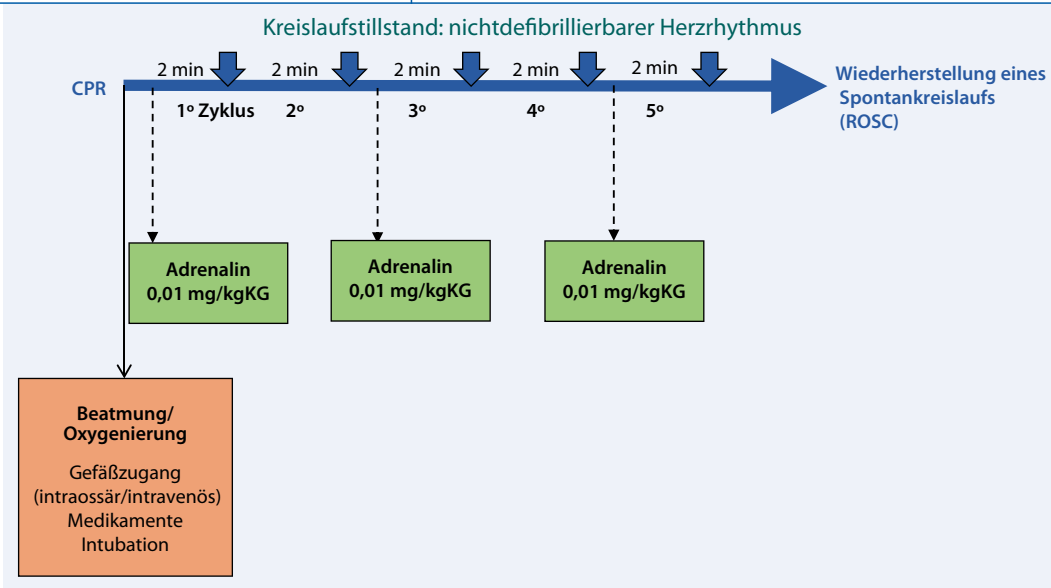 Kreislaufstillstand: nichtdefibrillierbarer Herzrhythmus
2 min
2 min
2 min
2 min
2 min
CPR
Wiederherstellung eines
Spontankreislaufs
(ROSC)
1º Zyklus
2º
3º
4º
5º
Adrenalin
0,01 mg/kgKG
Adrenalin
0,01 mg/kgKG
Adrenalin
0,01 mg/kgKG
Beatmung/
Oxygenierung
Gefäßzugang
(intraossär/intravenös)
Medikamente
Intubation